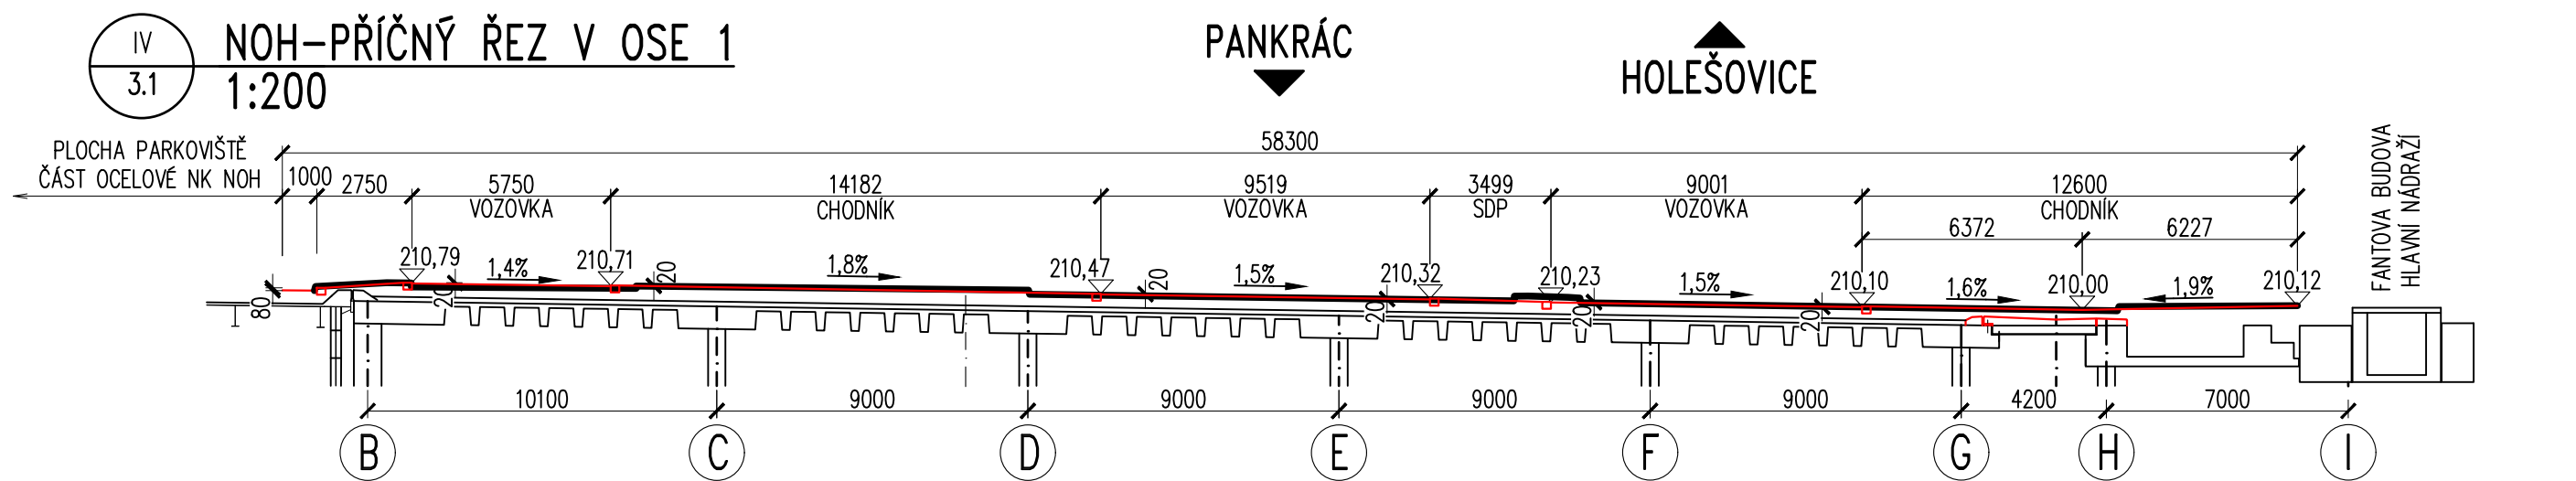 IV
3.1
NOH-PŘÍČNÝ ŘEZ V OSE 1
1:200
PANKRÁC
HOLEŠOVICE
PLOCHA PARKOVIŠTĚ
ČÁST OCELOVÉ NK NOH
FANTOVA BUDOVA
HLAVNÍ NÁDRAŽÍ
58300
1000 2750 5750 14182 9519 3499 9001 12600
VOZOVKA CHODNÍK VOZOVKA SDP VOZOVKA CHODNÍK
6372 6227
210,79 210,71 210,47 210,32 210,23 210,10 210,00 210,12
1,4% 1,8% 1,5% 1,5% 1,6% 1,9%
80 20 20 20 20 20 20
10100 9000 9000 9000 9000 4200 7000
B C D E F G H I